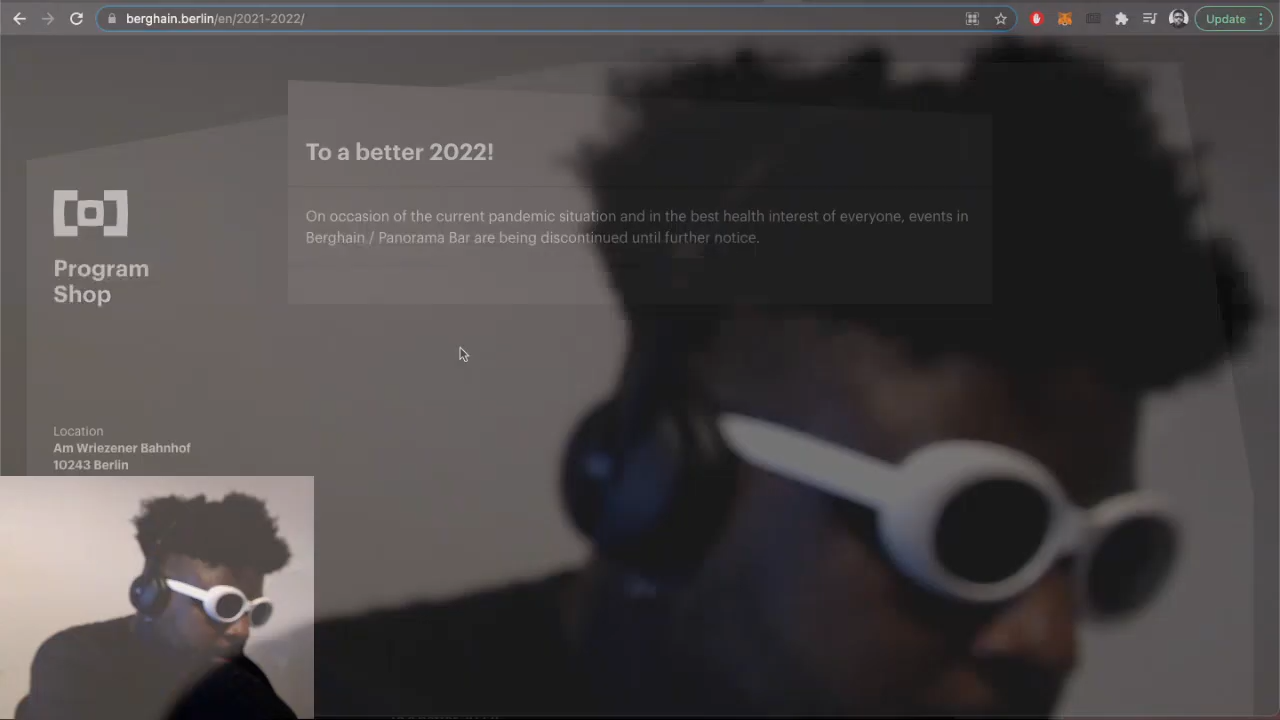 berghain.berlin/en/2021-2022/
Update
To a better 2022!
On occasion of the current pandemic situation and in the best health interest of everyone, events in
Berghain / Panorama Bar are being discontinued until further notice.
Program
Shop
Location
Am Wriezener Bahnhof
10243 Berlin